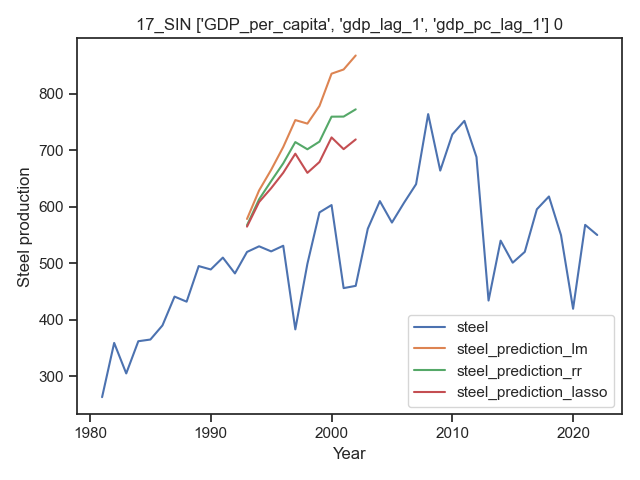 17_SIN ['GDP_per_capita', 'gdp_lag_1', 'gdp_pc_lag_1'] 0
800
700
600
500
400
300
Steel production
1980
1990
2000
2010
2020
Year
steel
steel_prediction_lm
steel_prediction_rr
steel_prediction_lasso